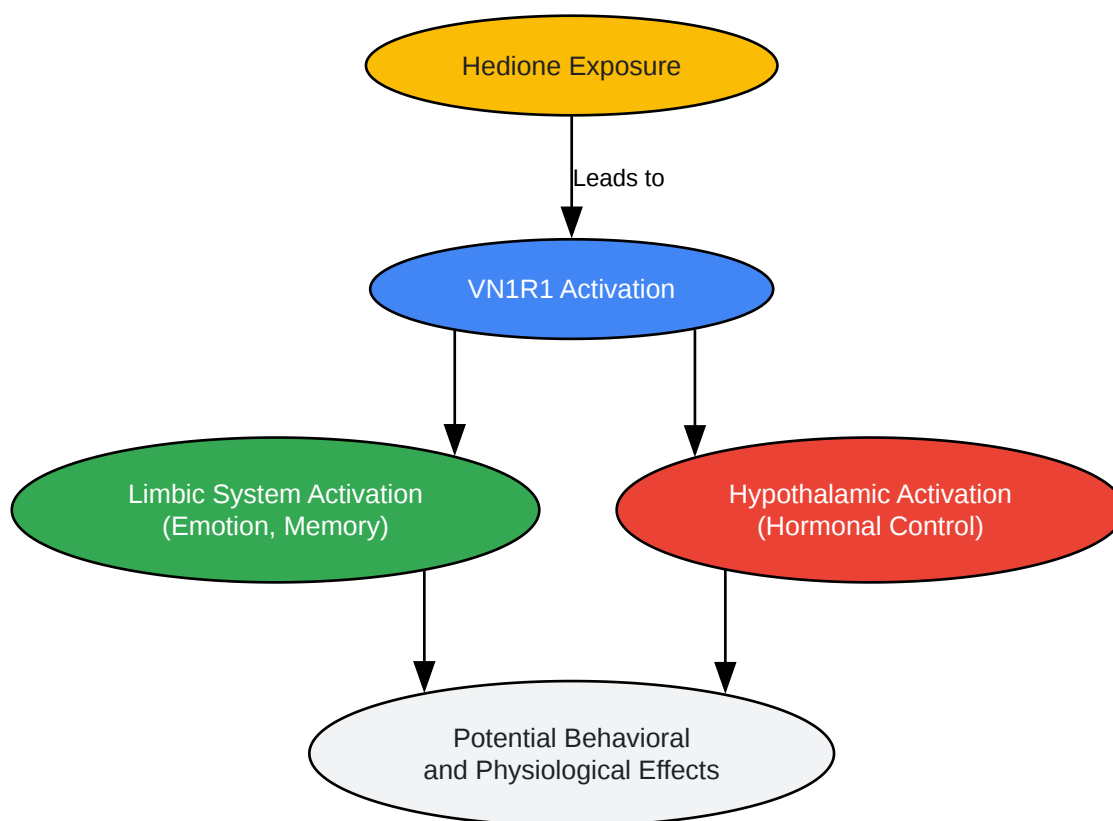 Hedione Exposure
Leads to
VN1R1 Activation
Limbic System Activation
(Emotion, Memory)
Hypothalamic Activation
(Hormonal Control)
Potential Behavioral
and Physiological Effects